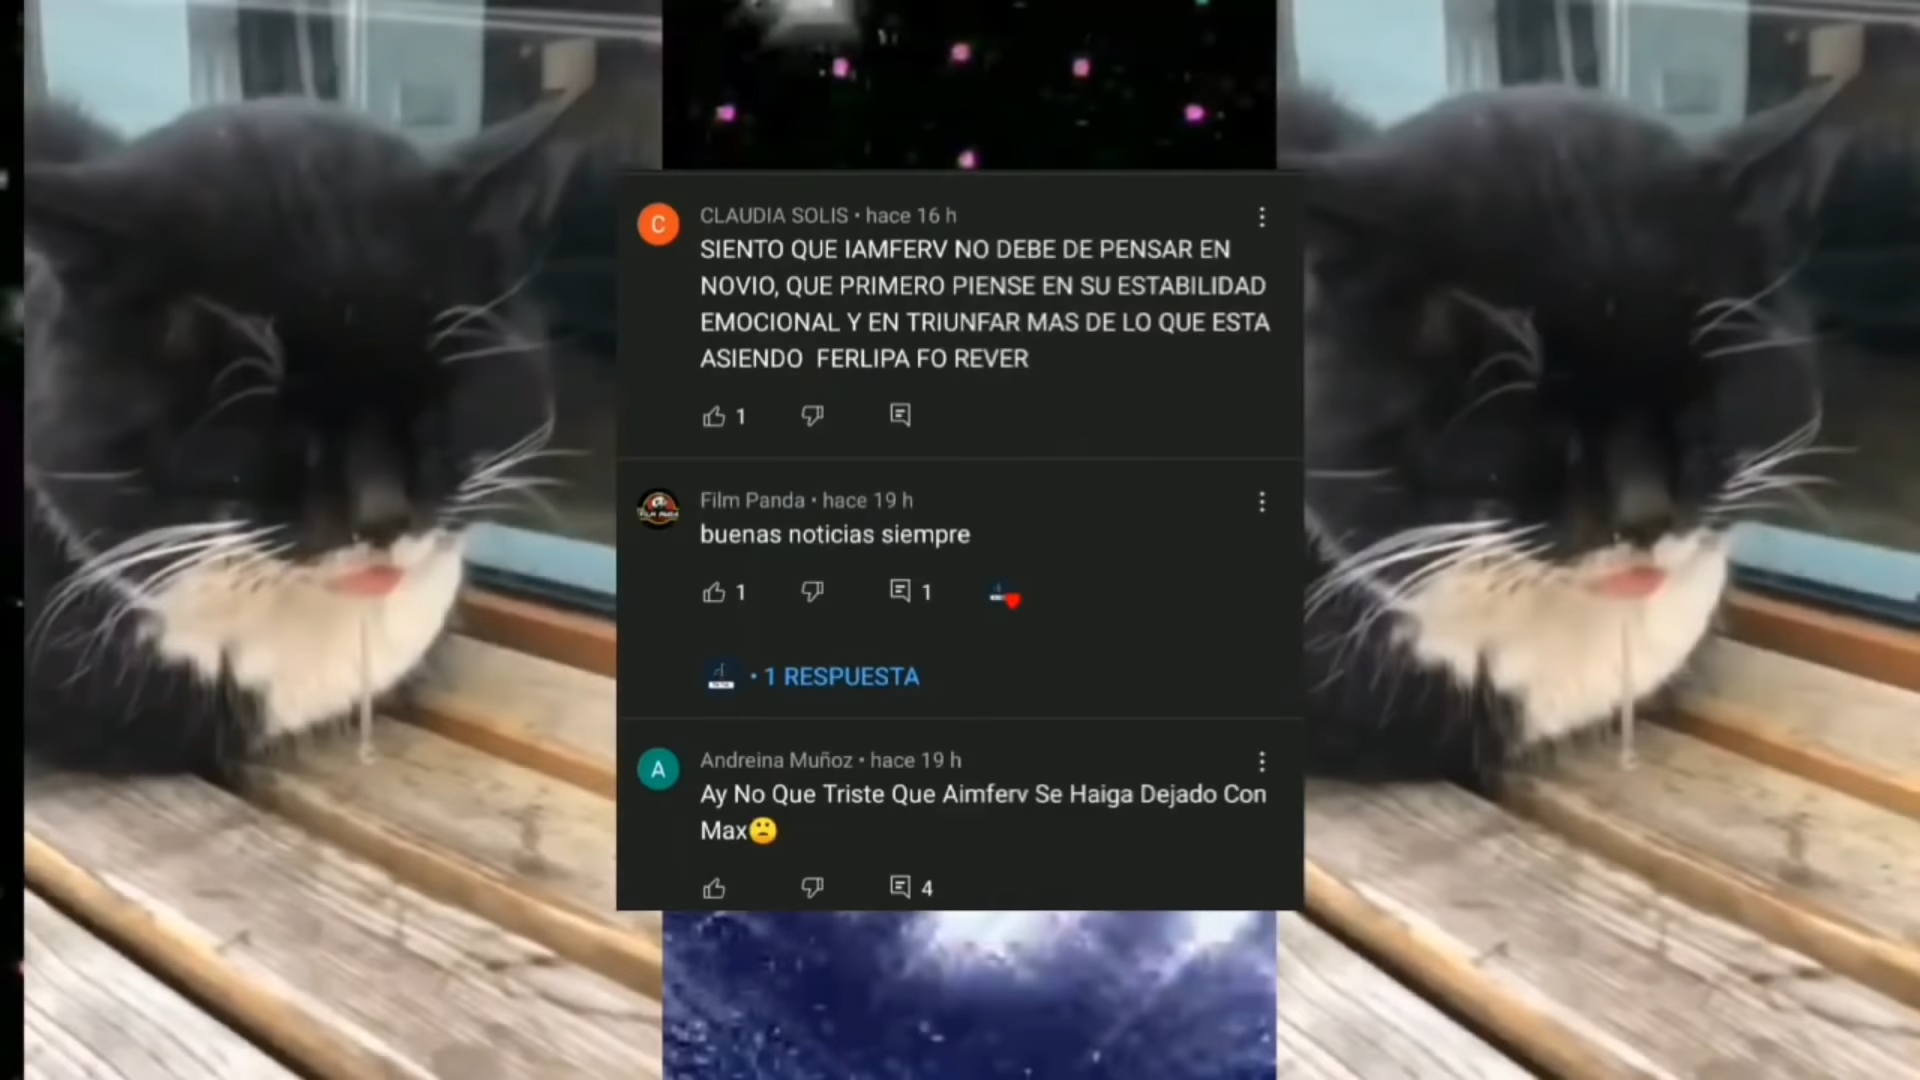 CLAUDIA SOLIS • hace 16 h
SIENTO QUE IAMFERV NO DEBE DE PENSAR EN
NOVIO, QUE PRIMERO PIENSE EN SU ESTABILIDAD
EMOCIONAL Y EN TRIUNFAR MAS DE LO QUE ESTA
ASIENDO  FERLIPA FO REVER
1
Film Panda • hace 19 h
buenas noticias siempre
1 1
• 1 RESPUESTA
Andreina Muñoz • hace 19 h
Ay No Que Triste Que Aimferv Se Haiga Dejado Con
Max🙁
4
C
A